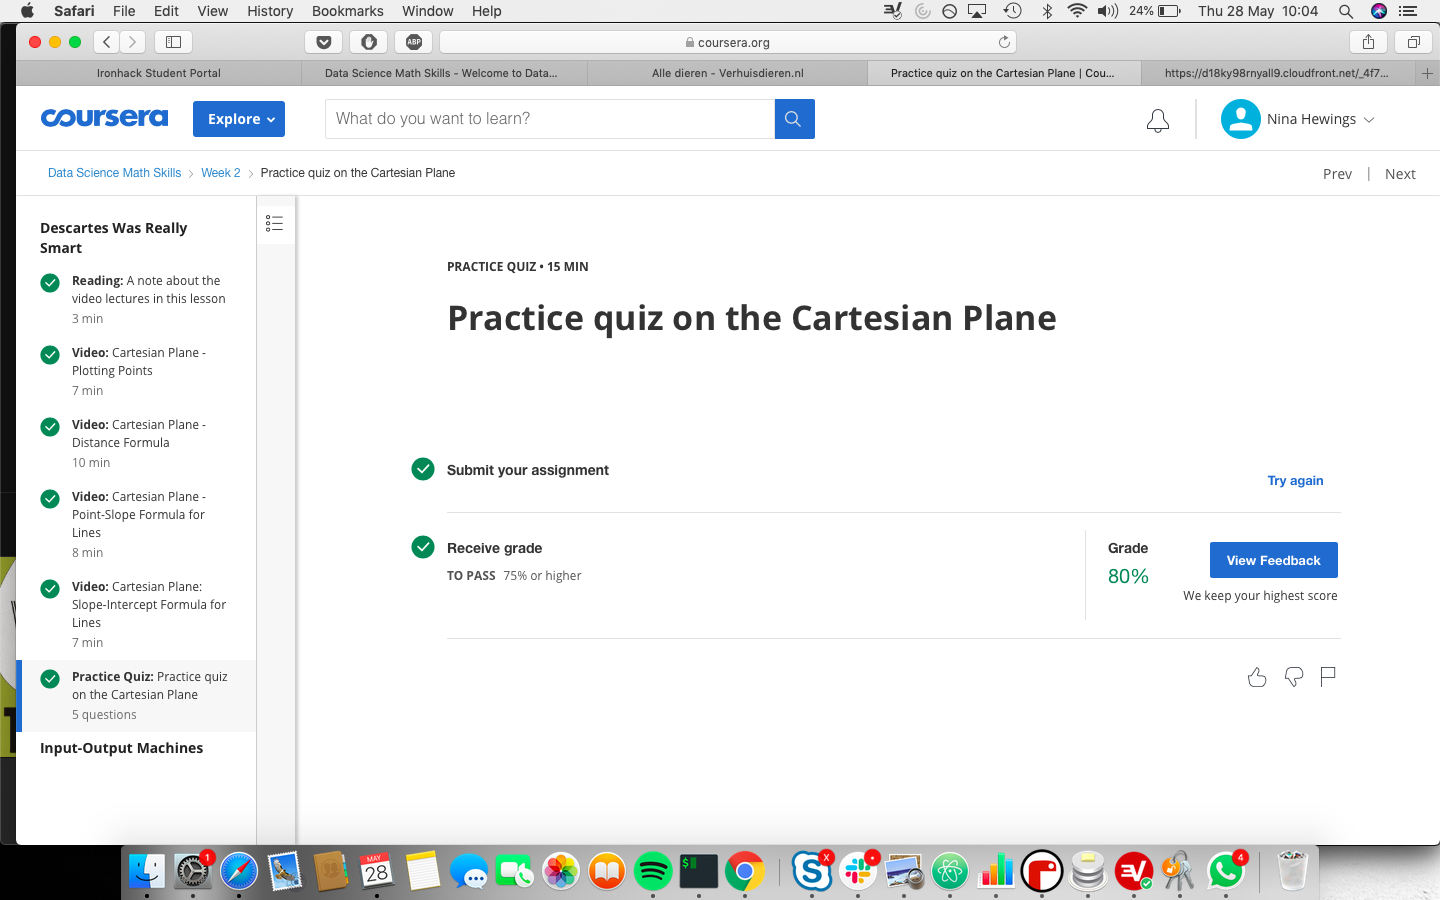 Safari File Edit View History Bookmarks Window Help 24% Thu 28 May 10:04
ABP coursera.org
Ironhack Student Portal
Data Science Math Skills - Welcome to Data...
Alle dieren - Verhuisdieren.nl
Practice quiz on the Cartesian Plane | Cou...
https://d18ky98rnyall9.cloudfront.net/_4f7...
coursera
Explore
What do you want to learn?
Nina Hewings
Data Science Math Skills
Week 2
Practice quiz on the Cartesian Plane
Prev | Next
Descartes Was Really
Smart
Reading: A note about the
video lectures in this lesson
3 min
Video: Cartesian Plane -
Plotting Points
7 min
Video: Cartesian Plane -
Distance Formula
10 min
Video: Cartesian Plane -
Point-Slope Formula for
Lines
8 min
Video: Cartesian Plane:
Slope-Intercept Formula for
Lines
7 min
Practice Quiz: Practice quiz
on the Cartesian Plane
5 questions
Input-Output Machines
PRACTICE QUIZ • 15 MIN
Practice quiz on the Cartesian Plane
Submit your assignment
Try again
Receive grade
TO PASS 75% or higher
Grade
80%
View Feedback
We keep your highest score
1
MAY
28
$
X
4